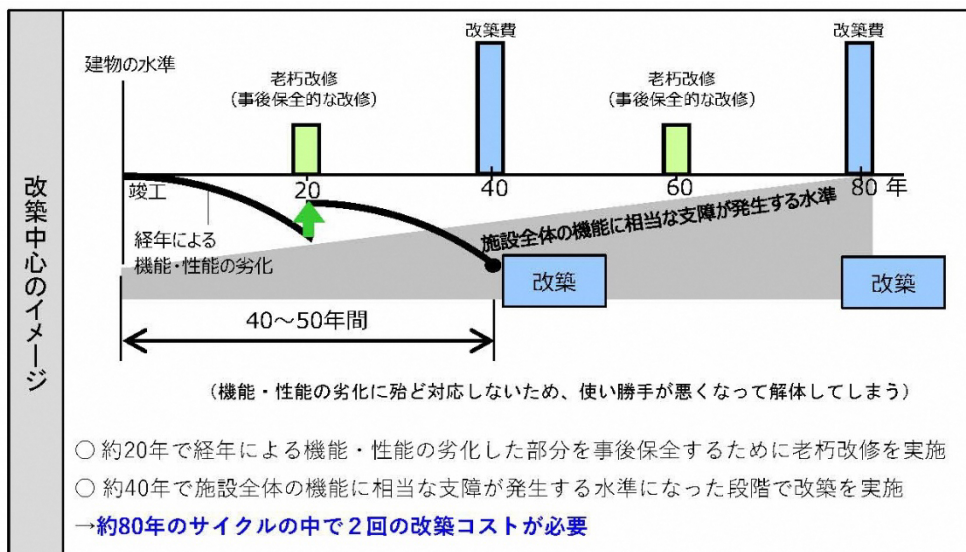 改築中心のイメージ
建物の水準
改築費
改築費
老朽改修
（事後保全的な改修）
老朽改修
（事後保全的な改修）
竣工
20
40
60
80 年
経年による
機能・性能の劣化
施設全体の機能に相当な支障が発生する水準
改築
改築
40～50年間
（機能・性能の劣化に殆ど対応しないため、使い勝手が悪くなって解体してしまう）
○ 約20年で経年による機能・性能の劣化した部分を事後保全するために老朽改修を実施
○ 約40年で施設全体の機能に相当な支障が発生する水準になった段階で改築を実施
→約80年のサイクルの中で２回の改築コストが必要